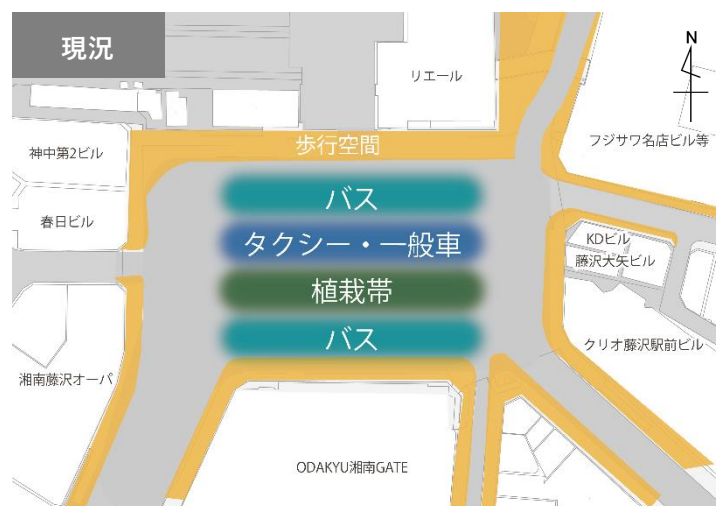 現況
N
リエール
歩行空間
フジサワ名店ビル等
神中第2ビル
バス
春日ビル
タクシー・一般車
KDビル
藤沢大矢ビル
植栽帯
バス
クリオ藤沢駅前ビル
湘南藤沢オーパ
ODAKYU湘南GATE